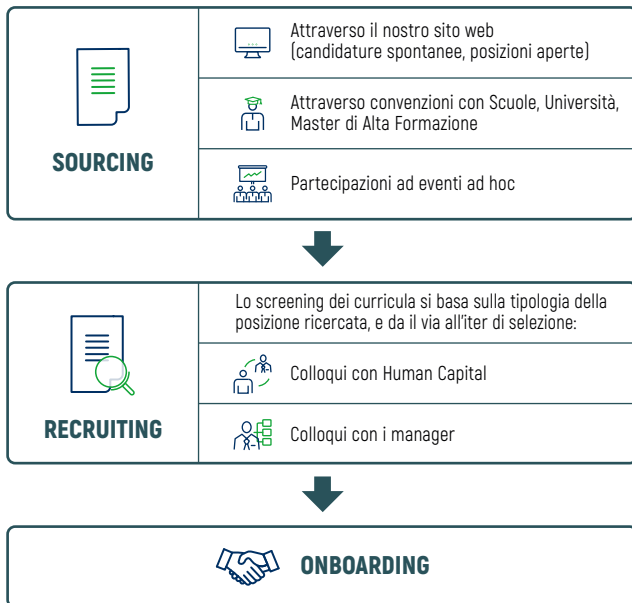 Attraverso il nostro sito web
(candidature spontanee, posizioni aperte)
Attraverso convenzioni con Scuole, Università,
Master di Alta Formazione
SOURCING
Partecipazioni ad eventi ad hoc
Lo screening dei curricula si basa sulla tipologia della
posizione ricercata, e da il via all'iter di selezione:
Colloqui con Human Capital
RECRUITING
Colloqui con i manager
ONBOARDING